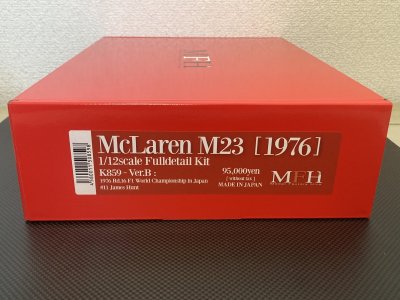 MFH
McLaren M23 [1976]
1/12scale Fulldetail Kit
K859 - Ver.B :
1976 Rd.16 F1 World Championship in Japan
#11 James Hunt
95,000yen
[without tax]
MADE IN JAPAN
MFH